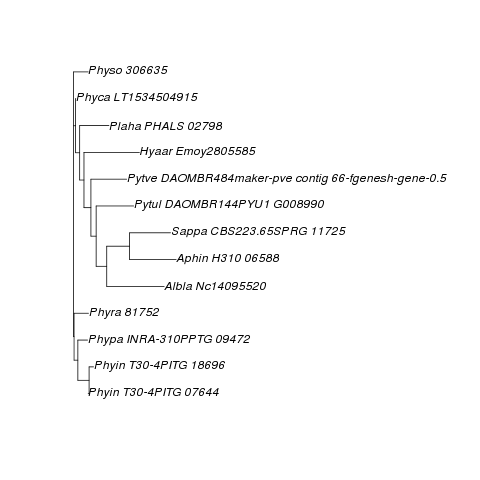 Physo 306635
Phyca LT1534504915
Plaha PHALS 02798
Hyaar Emoy2805585
Pytve DAOMBR484maker-pve contig 66-fgenesh-gene-0.5
Pytul DAOMBR144PYU1 G008990
Sappa CBS223.65SPRG 11725
Aphin H310 06588
Albla Nc14095520
Phyra 81752
Phypa INRA-310PPTG 09472
Phyin T30-4PITG 18696
Phyin T30-4PITG 07644